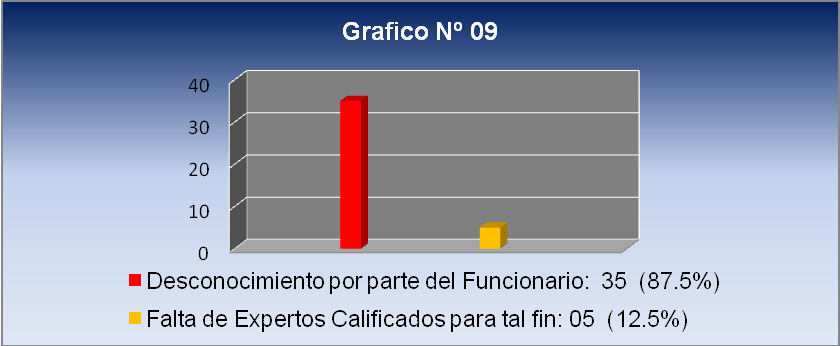 Grafico Nº 09
40
30
20
10
0
Desconocimiento por parte del Funcionario: 35 (87.5%)
Falta de Expertos Calificados para tal fin: 05 (12.5%)